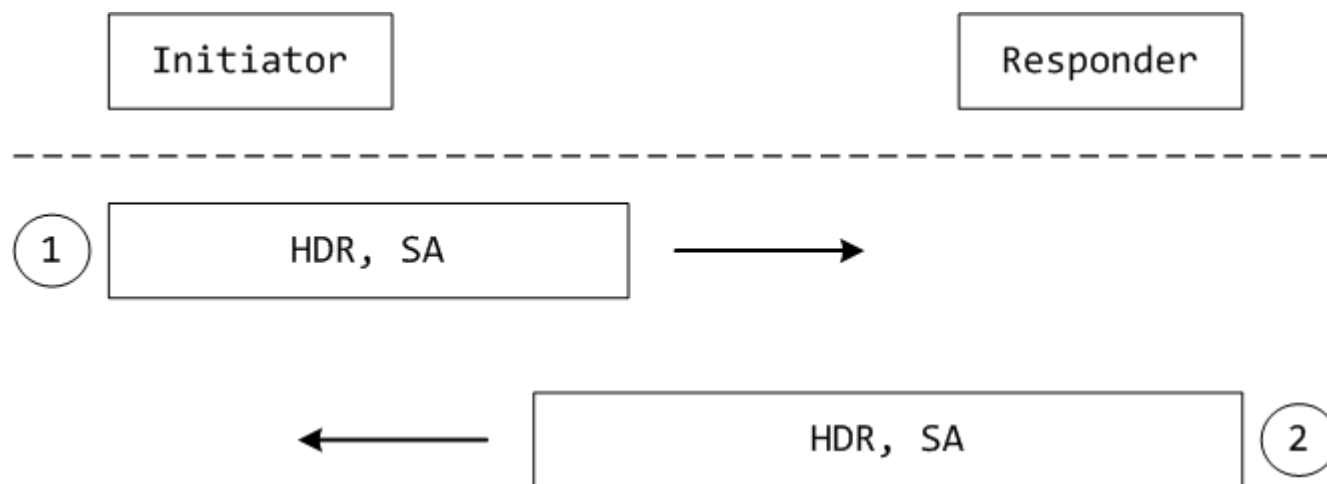 Initiator
Responder
1
HDR, SA
HDR, SA
2